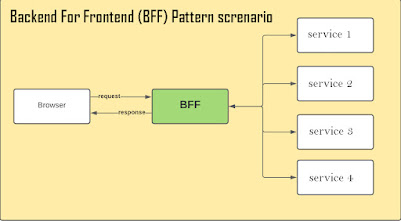 Backend For Frontend (BFF) Pattern screnario
service 1
service 2
Browser
request
response
BFF
service 3
service 4